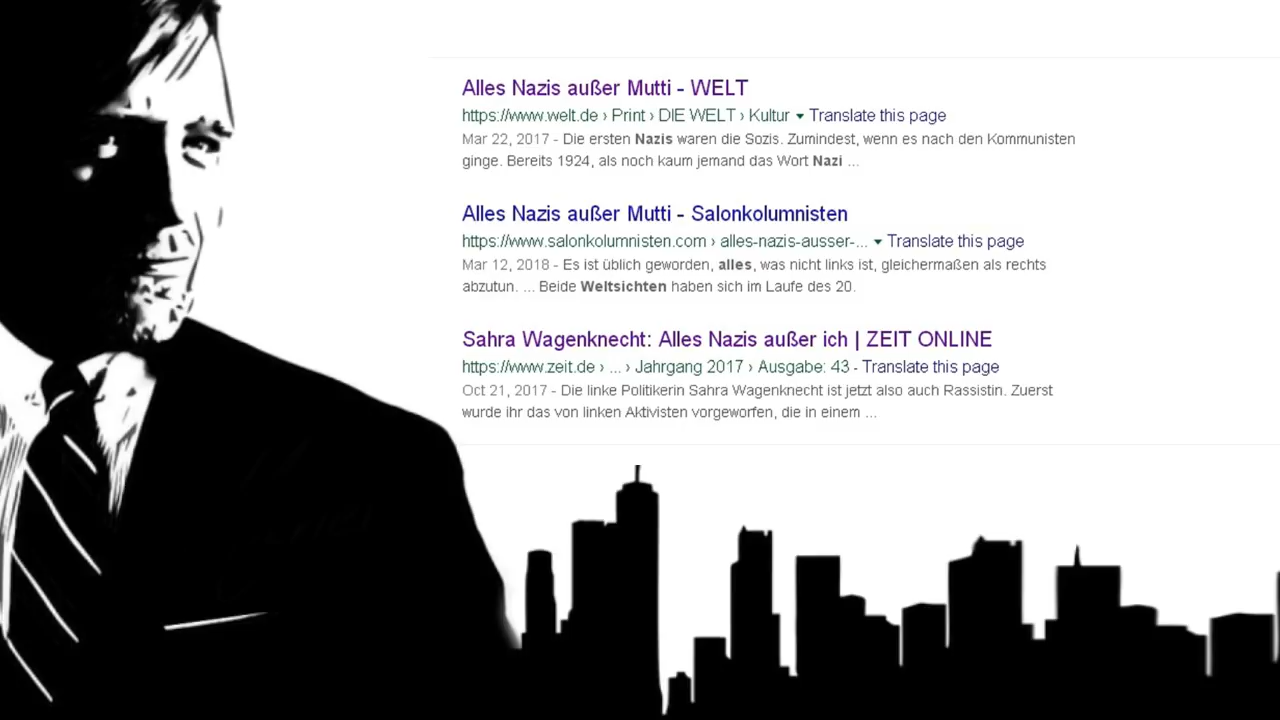 Alles Nazis außer Mutti - WELT
https://www.welt.de › Print › DIE WELT › Kultur ▾ Translate this page
Mar 22, 2017 - Die ersten Nazis waren die Sozis. Zumindest, wenn es nach den Kommunisten
ginge. Bereits 1924, als noch kaum jemand das Wort Nazi ...
Alles Nazis außer Mutti - Salonkolumnisten
https://www.salonkolumnisten.com › alles-nazis-ausser-... ▾ Translate this page
Mar 12, 2018 - Es ist üblich geworden, alles, was nicht links ist, gleichermaßen als rechts
abzutun. ... Beide Weltsichten haben sich im Laufe des 20.
Sahra Wagenknecht: Alles Nazis außer ich | ZEIT ONLINE
https://www.zeit.de › ... › Jahrgang 2017 › Ausgabe: 43 - Translate this page
Oct 21, 2017 - Die linke Politikerin Sahra Wagenknecht ist jetzt also auch Rassistin. Zuerst
wurde ihr das von linken Aktivisten vorgeworfen, die in einem ...